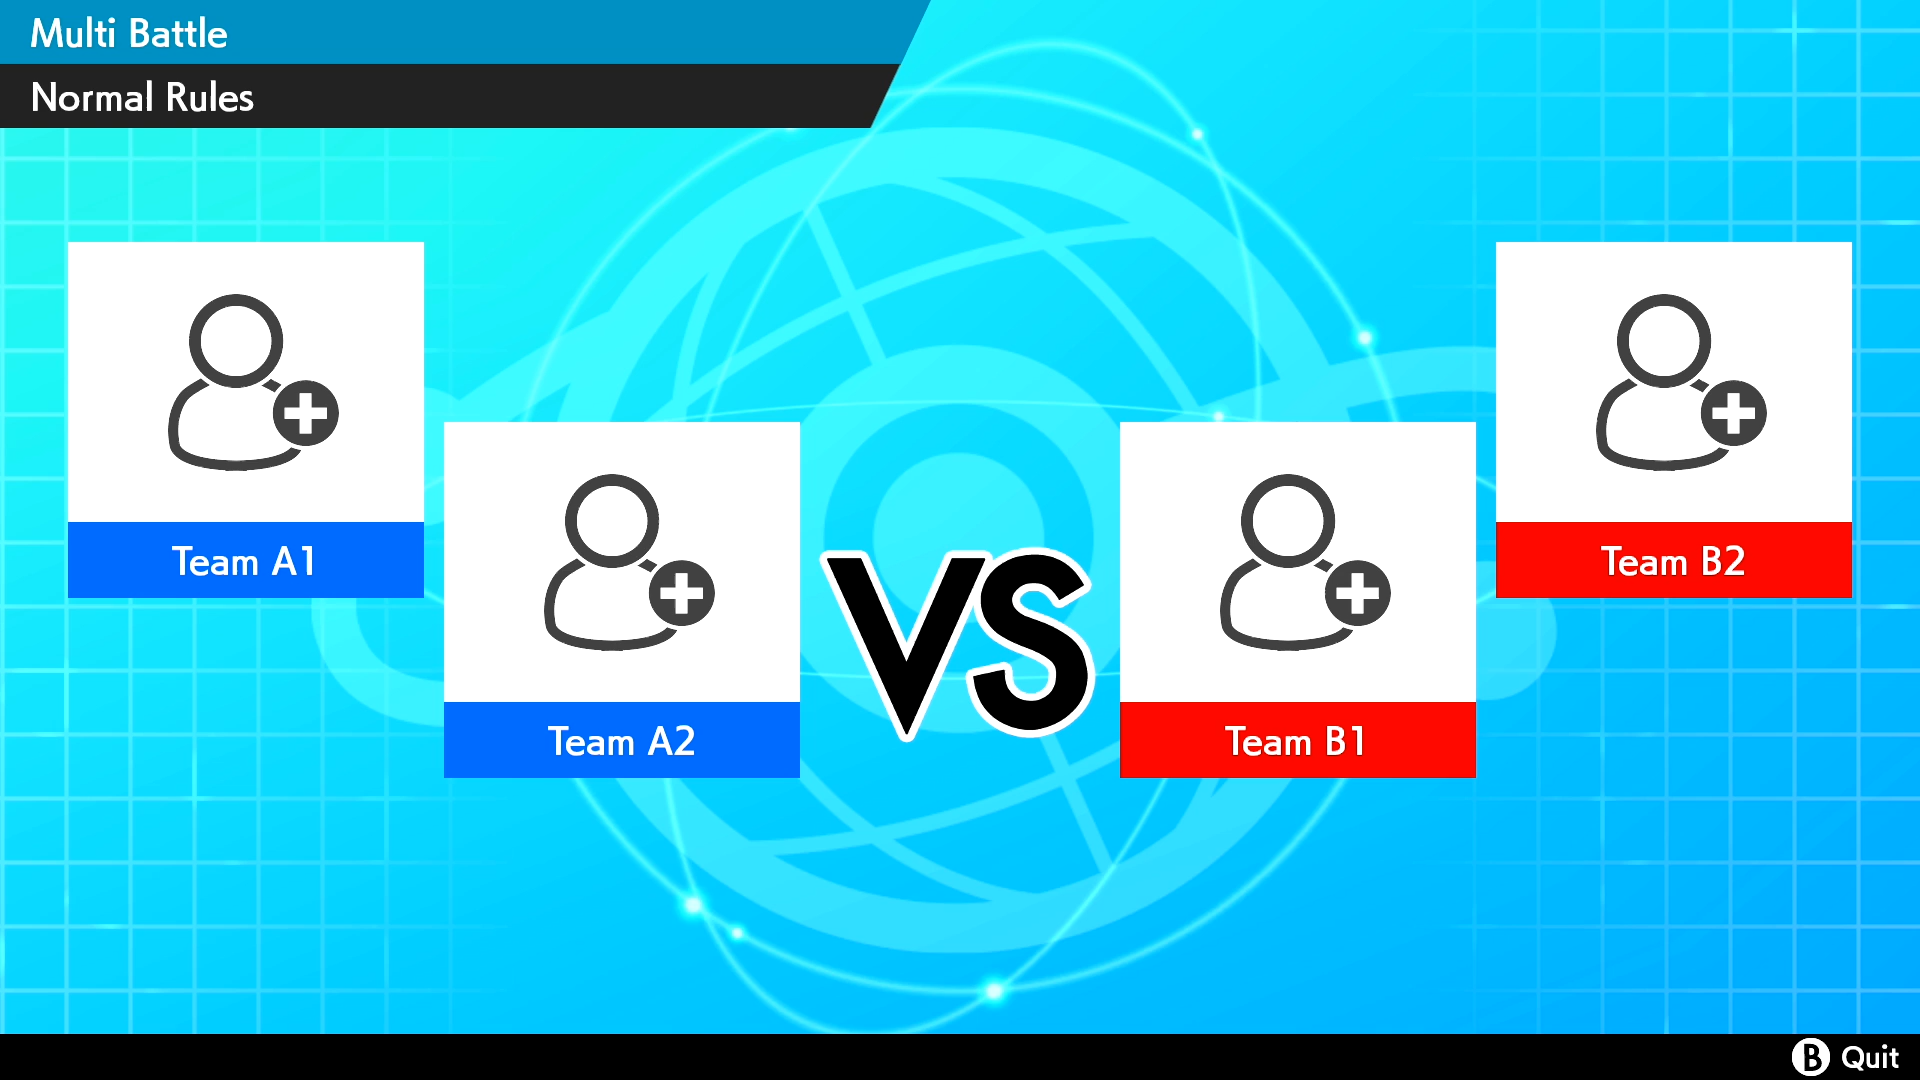 Multi Battle
Normal Rules
Team A1
Team A2
VS
Team B1
Team B2
B Quit